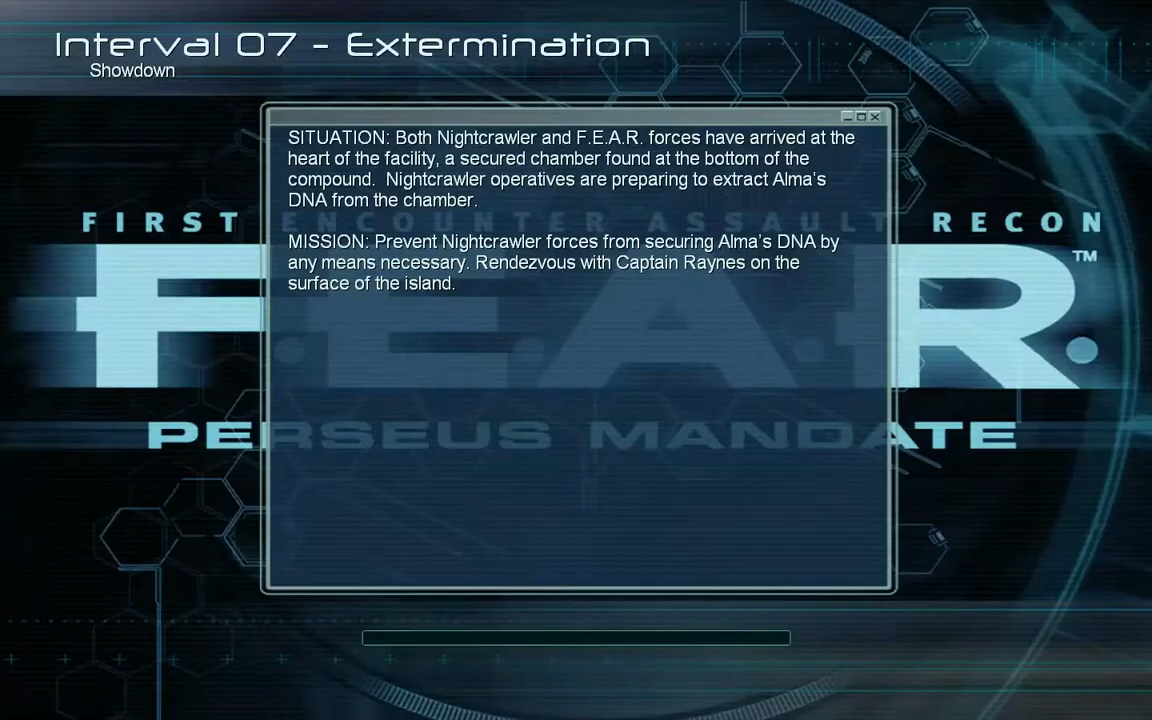 Interval 07 - Extermination
Showdown
SITUATION: Both Nightcrawler and F.E.A.R. forces have arrived at the
heart of the facility, a secured chamber found at the bottom of the
compound.  Nightcrawler operatives are preparing to extract Alma's
DNA from the chamber.
MISSION: Prevent Nightcrawler forces from securing Alma's DNA by
any means necessary. Rendezvous with Captain Raynes on the
surface of the island.
FIRST ENCOUNTER ASSAULT RECON
F.E.A.R.™
PERSEUS MANDATE